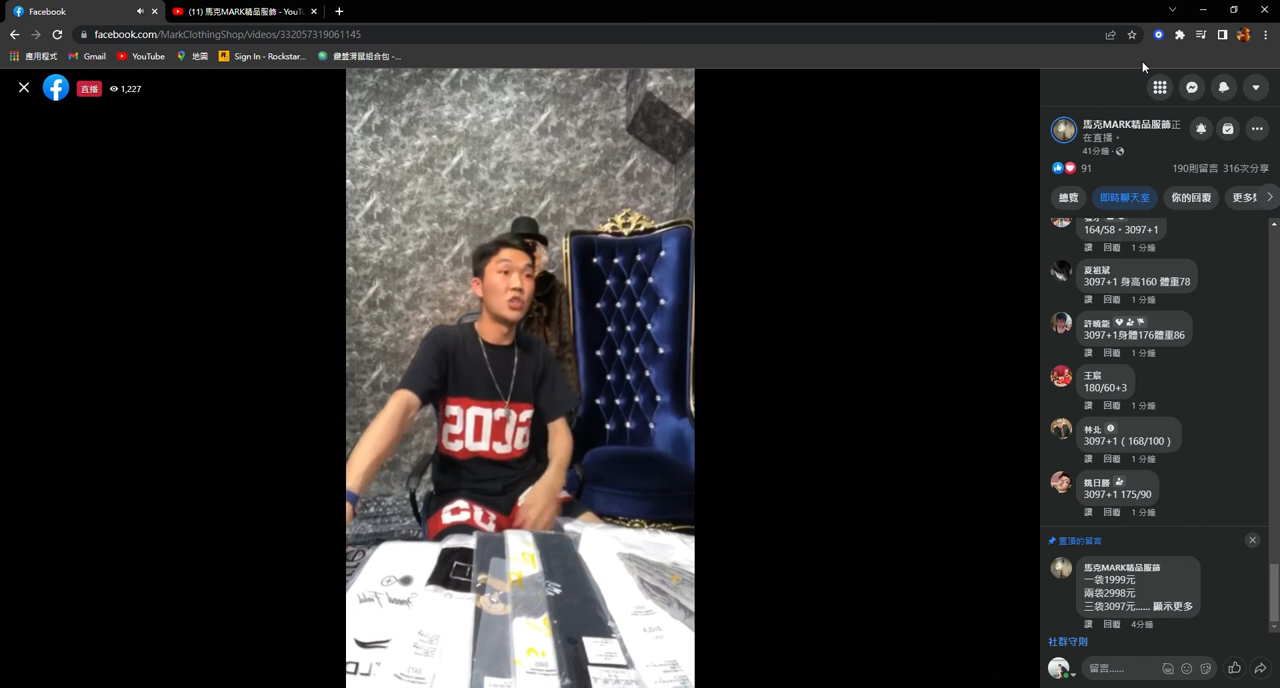 Facebook
(11) 馬克MARK精品服飾 - YouTu
facebook.com/MarkClothingShop/videos/332057319061145
應用程式
Gmail
YouTube
地圖
Sign In - Rockstar...
鍵盤滑鼠組合包 -...
直播
1,227
馬克MARK精品服飾正
在直播。
41分鐘
91
190則留言 316次分享
總覽
即時聊天室
你的回覆
164/58。3097+1
讚 回覆 1 分鐘
夏祖斌
3097+1 身高160 體重78
讚 回覆 1 分鐘
許曉龍
3097+1身體176體重86
讚 回覆 1 分鐘
王宸
180/60+3
讚 回覆 1 分鐘
林北
3097+1 ( 168/100 )
讚 回覆 1 分鐘
姚日勝
3097+1 175/90
讚 回覆 1 分鐘
置頂的留言
馬克MARK精品服飾
一袋1999元
兩袋2998元
三袋3097元...... 顯示更多
讚 回覆 4分鐘
社群守則
留言......